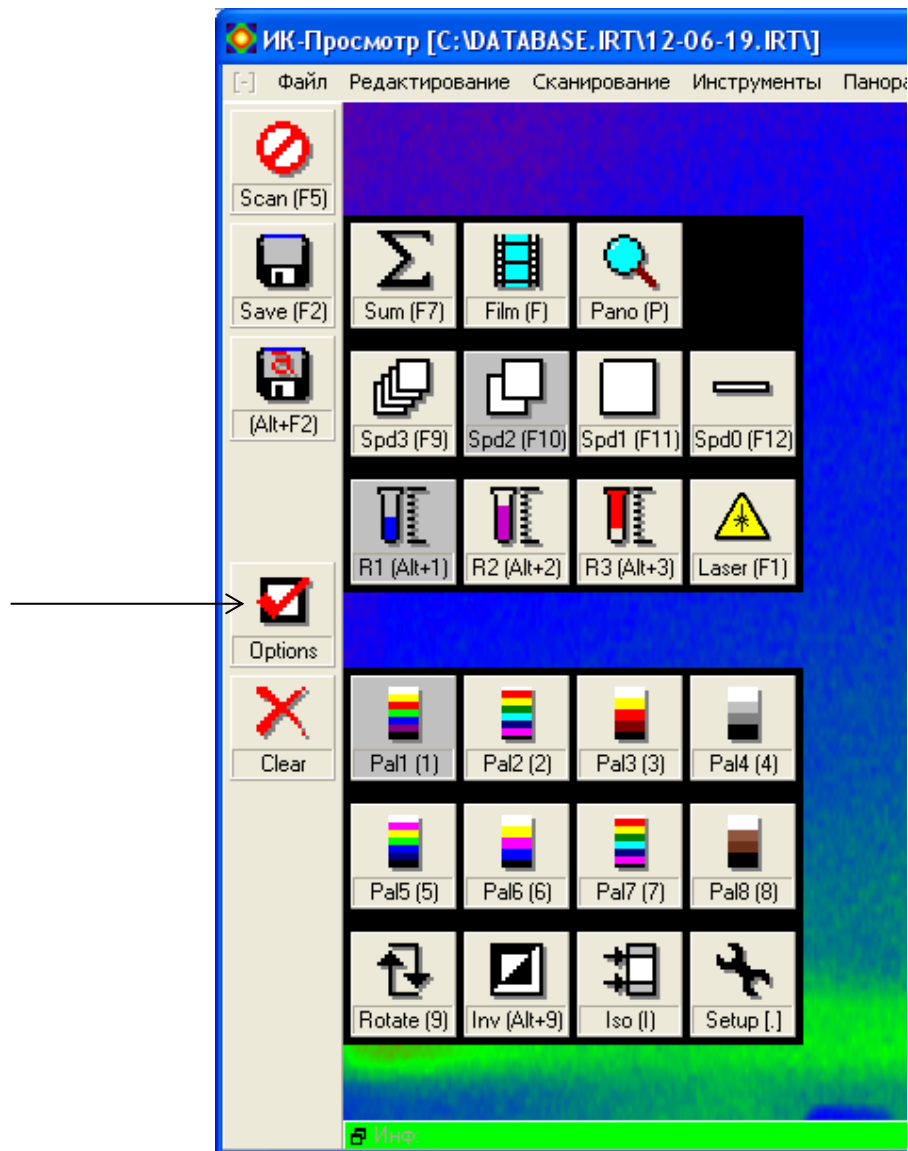 ИК-Просмотр [C:\DATABASE.IRT\12-06-19.IRT\]
[-] Файл Редактирование Сканирование Инструменты Панора
Scan (F5)
Save (F2) Sum (F7) Film (F) Pano (P)
(Alt+F2) Spd3 (F9) Spd2 (F10) Spd1 (F11) Spd0 (F12)
R1 (Alt+1) R2 (Alt+2) R3 (Alt+3) Laser (F1)
Options
Clear Pal1 (1) Pal2 (2) Pal3 (3) Pal4 (4)
Pal5 (5) Pal6 (6) Pal7 (7) Pal8 (8)
Rotate (9) Inv (Alt+9) Iso (I) Setup [.]
Инф.